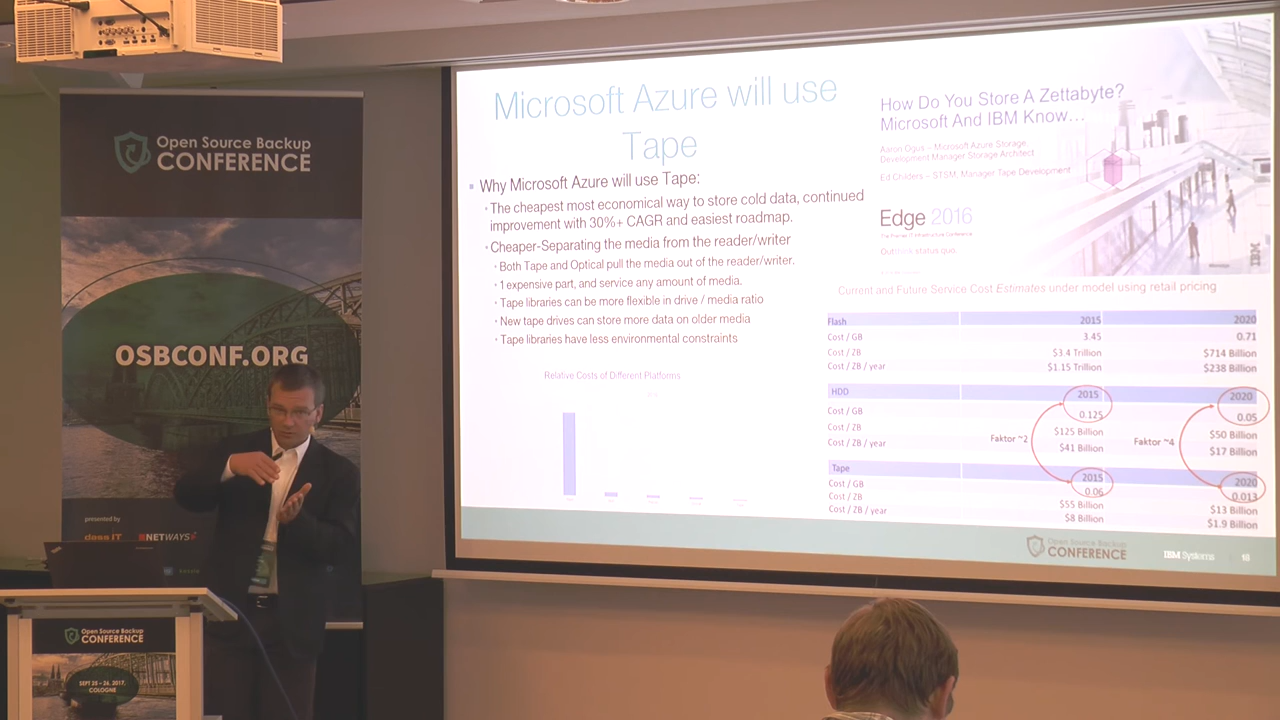 Open Source Backup
CONFERENCE
OSBCONF.ORG
presented by
dass IT
NETWAYS
Open Source Backup
CONFERENCE
SEPT 25 – 26, 2017,
COLOGNE
Microsoft Azure will use
Tape
Why Microsoft Azure will use Tape:
The cheapest most economical way to store cold data, continued
improvement with 30%+ CAGR and easiest roadmap.
Cheaper-Separating the media from the reader/writer
Both Tape and Optical pull the media out of the reader/writer.
1 expensive part, and service any amount of media.
Tape libraries can be more flexible in drive / media ratio
New tape drives can store more data on older media
Tape libraries have less environmental constraints
Relative Costs of Different Platforms
How Do You Store A Zettabyte?
Microsoft And IBM Know…
Aaron Ogus – Microsoft Azure Storage
Development Manager Storage Architect
Ed Childers – STSM, Manager Tape Development
Edge 2016
The Premier IT Infrastructure Conference
Outthink status quo.
IBM
Current and Future Service Cost Estimates under model using retail pricing
Flash 2015 2020
Cost / GB 3.45 0.71
Cost / ZB $3.4 Trillion $714 Billion
Cost / ZB / year $1.15 Trillion $238 Billion
HDD 2015 2020
Cost / GB 0.125 0.05
Cost / ZB $125 Billion $50 Billion
Cost / ZB / year $41 Billion $17 Billion
Faktor ~2 Faktor ~4
Tape 2015 2020
Cost / GB 0.06 0.013
Cost / ZB $55 Billion $13 Billion
Cost / ZB / year $8 Billion $1.9 Billion
Open Source Backup
CONFERENCE
IBM Systems